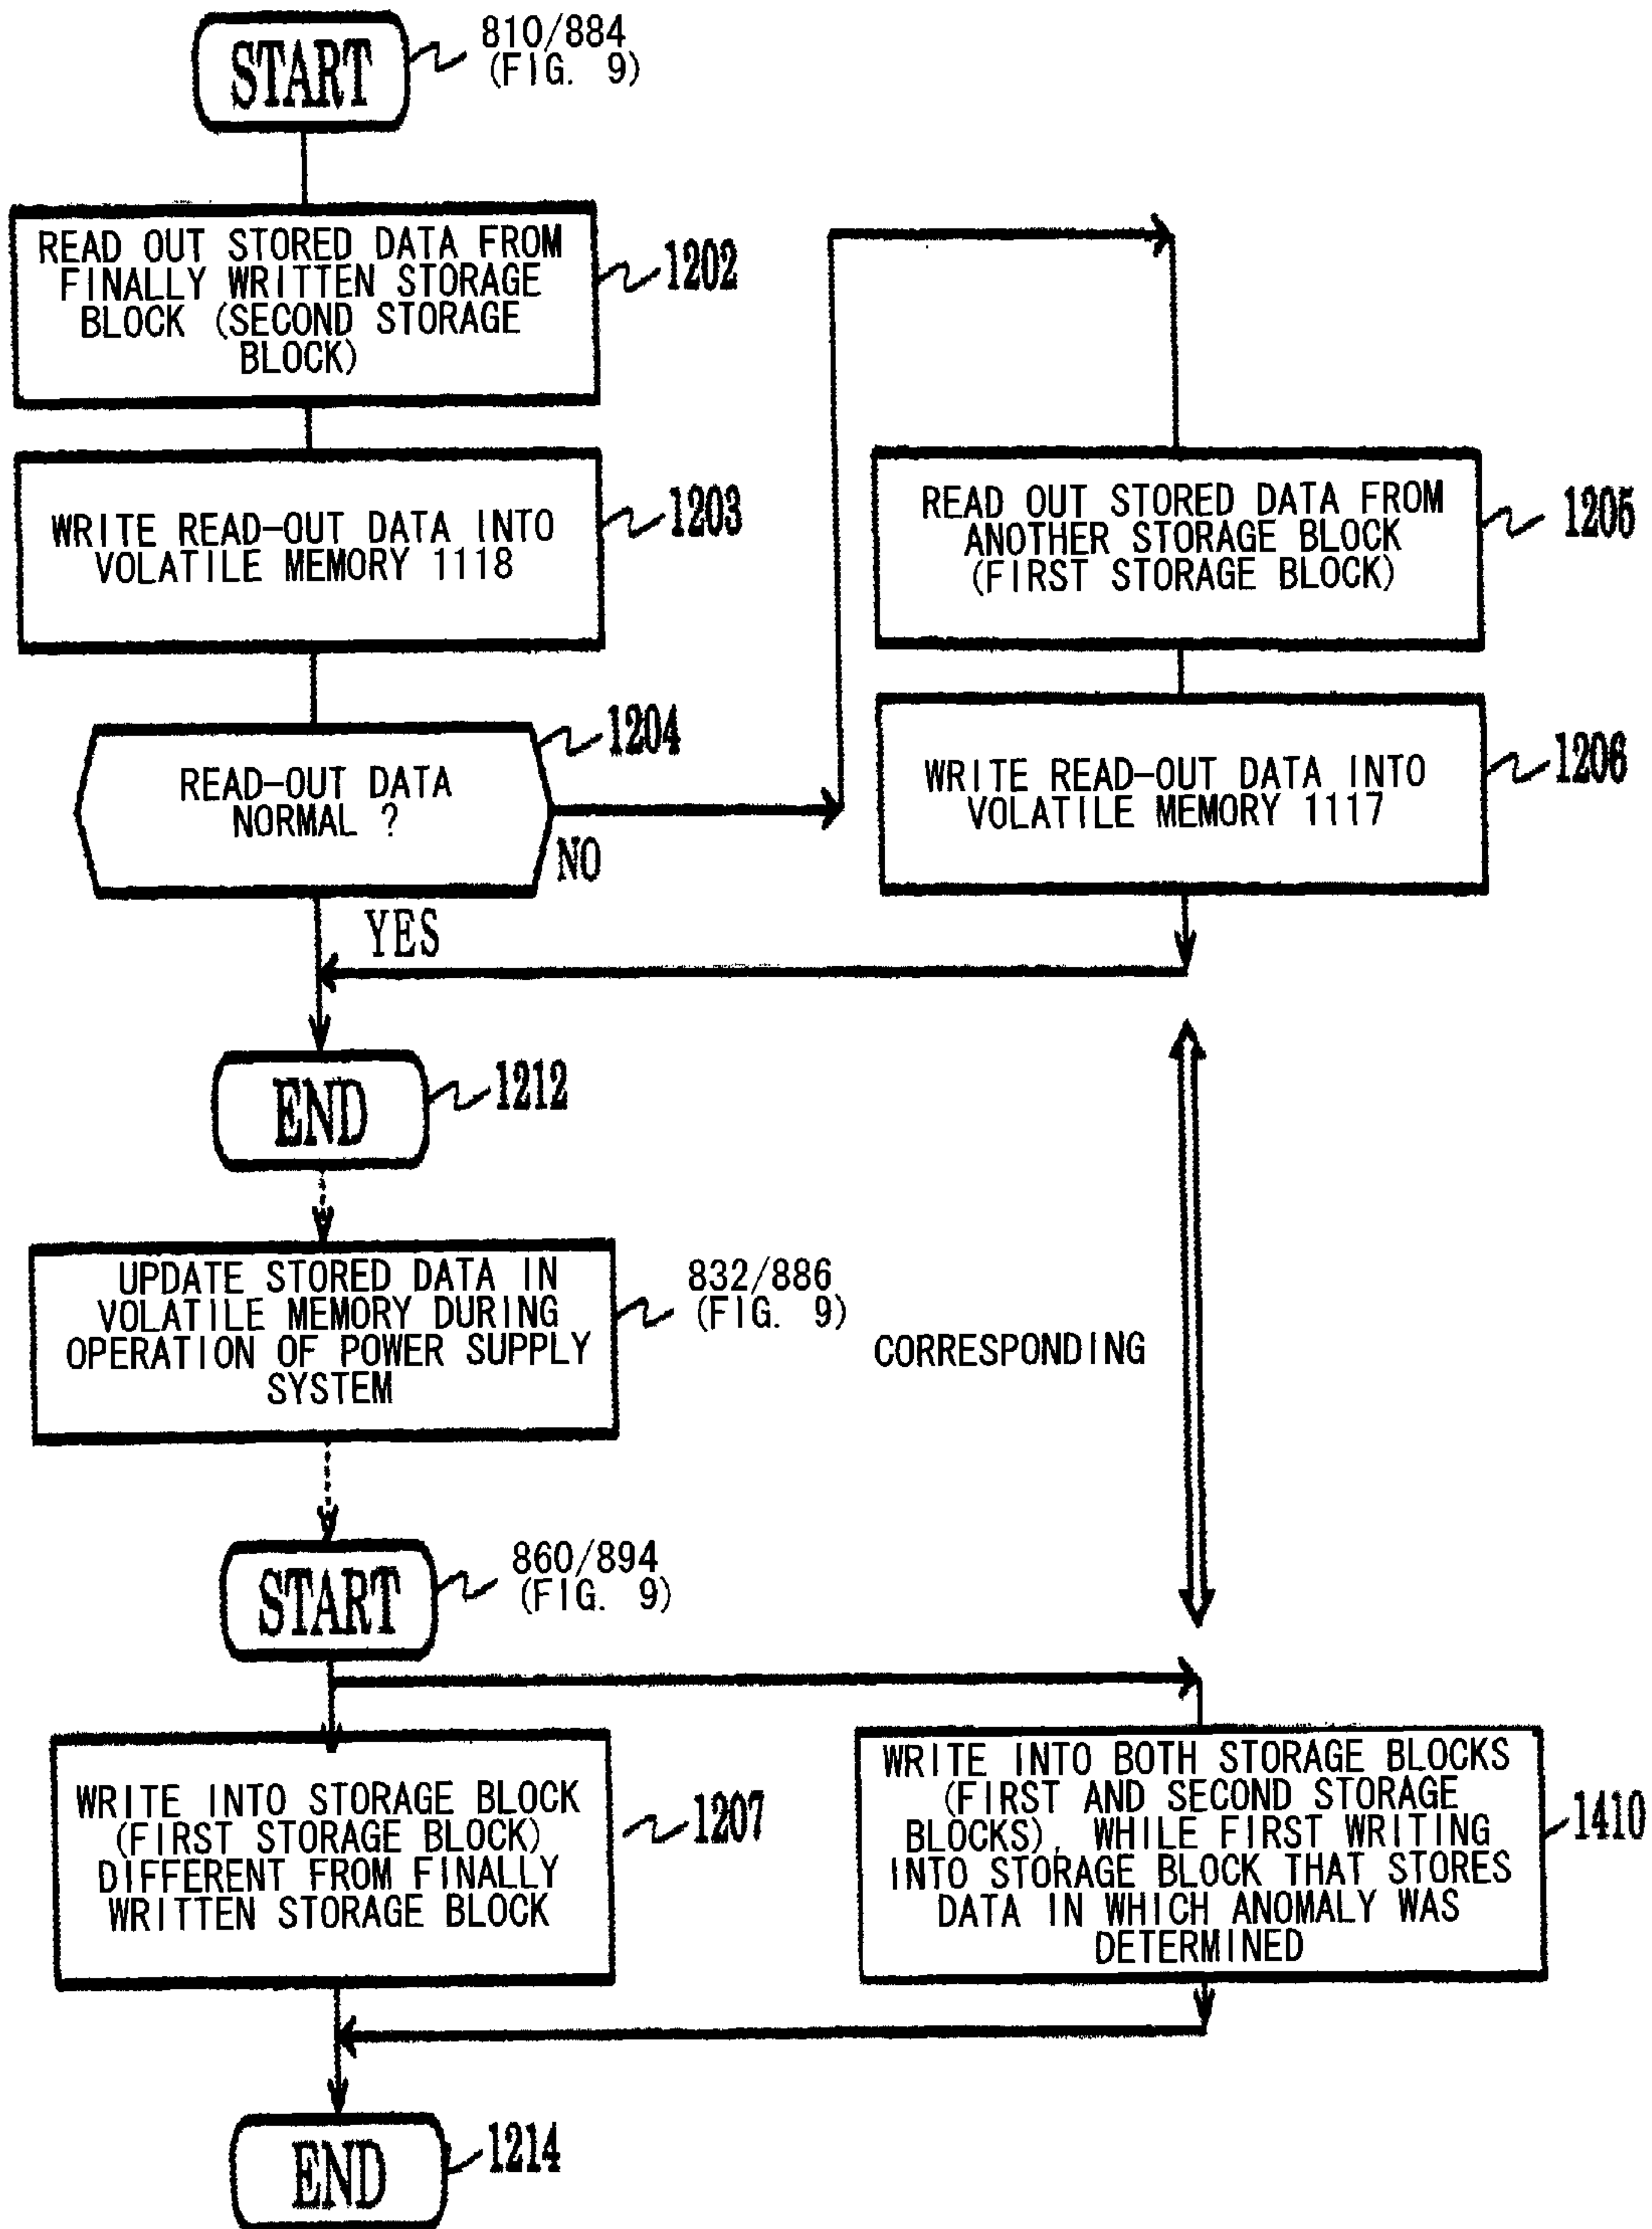 START
810/884
(FIG. 9)
READ OUT STORED DATA FROM
FINALLY WRITTEN STORAGE
BLOCK (SECOND STORAGE
BLOCK)
1202
WRITE READ-OUT DATA INTO
VOLATILE MEMORY 1118
1203
READ-OUT DATA
NORMAL ?
1204
NO
YES
READ OUT STORED DATA FROM
ANOTHER STORAGE BLOCK
(FIRST STORAGE BLOCK)
1205
WRITE READ-OUT DATA INTO
VOLATILE MEMORY 1117
1206
END
1212
UPDATE STORED DATA IN
VOLATILE MEMORY DURING
OPERATION OF POWER SUPPLY
SYSTEM
832/886
(FIG. 9)
CORRESPONDING
START
860/894
(FIG. 9)
WRITE INTO STORAGE BLOCK
(FIRST STORAGE BLOCK)
DIFFERENT FROM FINALLY
WRITTEN STORAGE BLOCK
1207
WRITE INTO BOTH STORAGE BLOCKS
(FIRST AND SECOND STORAGE
BLOCKS), WHILE FIRST WRITING
INTO STORAGE BLOCK THAT STORES
DATA IN WHICH ANOMALY WAS
DETERMINED
1410
END
1214